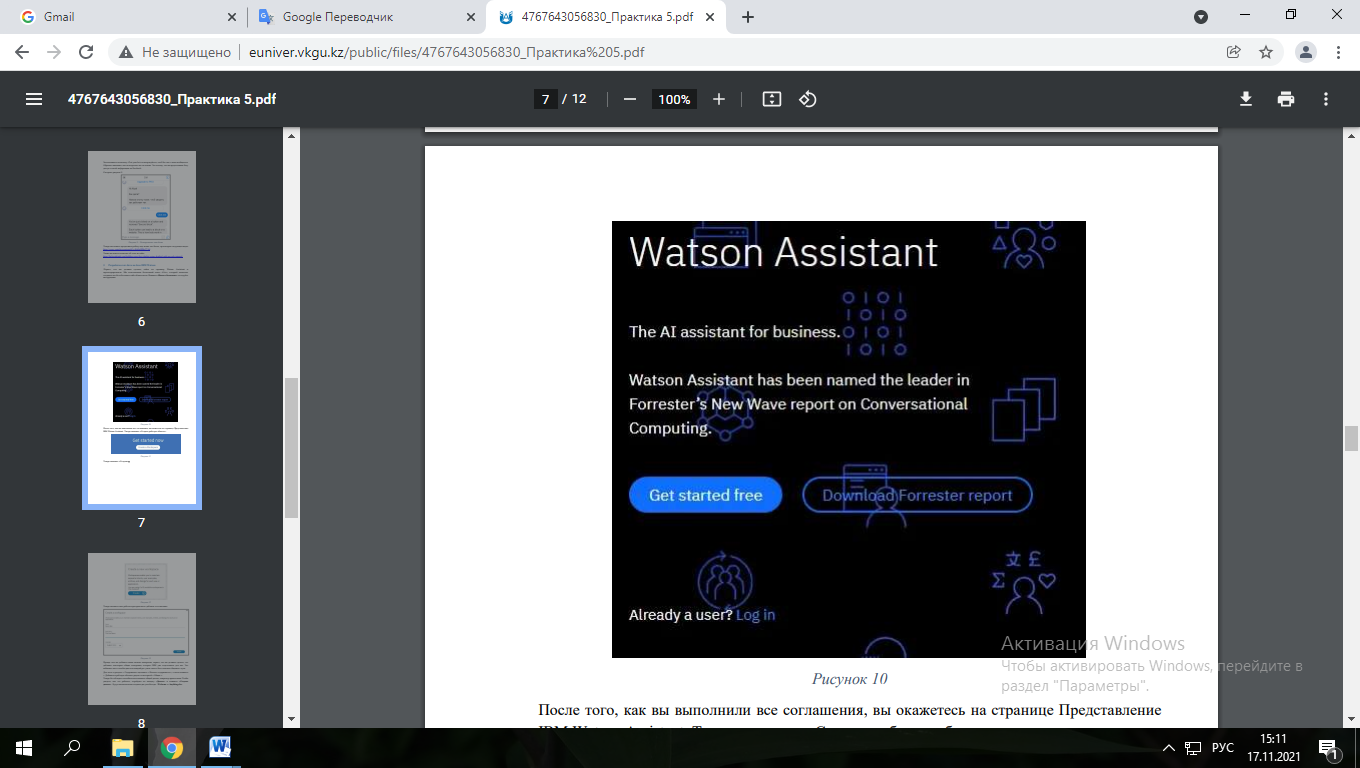 Gmail
Google Переводчик
4767643056830_Практика 5.pdf
Не защищено
euniver.vkgu.kz/public/files/4767643056830_Практика%205.pdf
4767643056830_Практика 5.pdf
7 / 12
100%
6
7
8
Watson Assistant
The AI assistant for business.
Watson Assistant has been named the leader in
Forrester's New Wave report on Conversational
Computing.
Get started free
Download Forrester report
Already a user? Log in
Рисунок 10
После того, как вы выполнили все соглашения, вы окажетесь на странице Представление
Активация Windows
Чтобы активировать Windows, перейдите в
раздел "Параметры".
РУС
15:11
17.11.2021
1